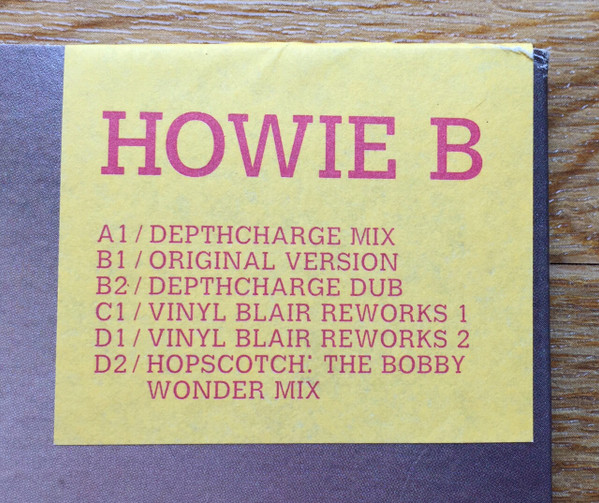 HOWIE B
A1/DEPTHCHARGE MIX
B1/ORIGINAL VERSION
B2/DEPTHCHARGE DUB
C1/VINYL BLAIR REWORKS 1
D1/VINYL BLAIR REWORKS 2
D2/HOPSCOTCH: THE BOBBY
WONDER MIX